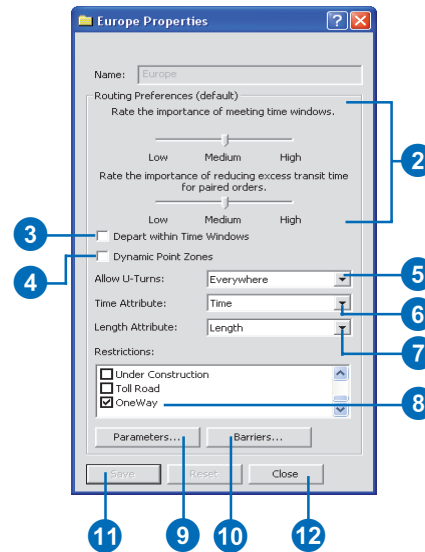 Europe Properties
Name: Europe
Routing Preferences (default)
Rate the importance of meeting time windows.
Low Medium High
2
Rate the importance of reducing excess transit time
for paired orders.
Low Medium High
3
Depart within Time Windows
4
Dynamic Point Zones
Allow U-Turns: Everywhere
5
Time Attribute: Time
6
Length Attribute: Length
7
Restrictions:
Under Construction
Toll Road
OneWay
8
Parameters... Barriers...
Save Reset Close
11 9 10 12